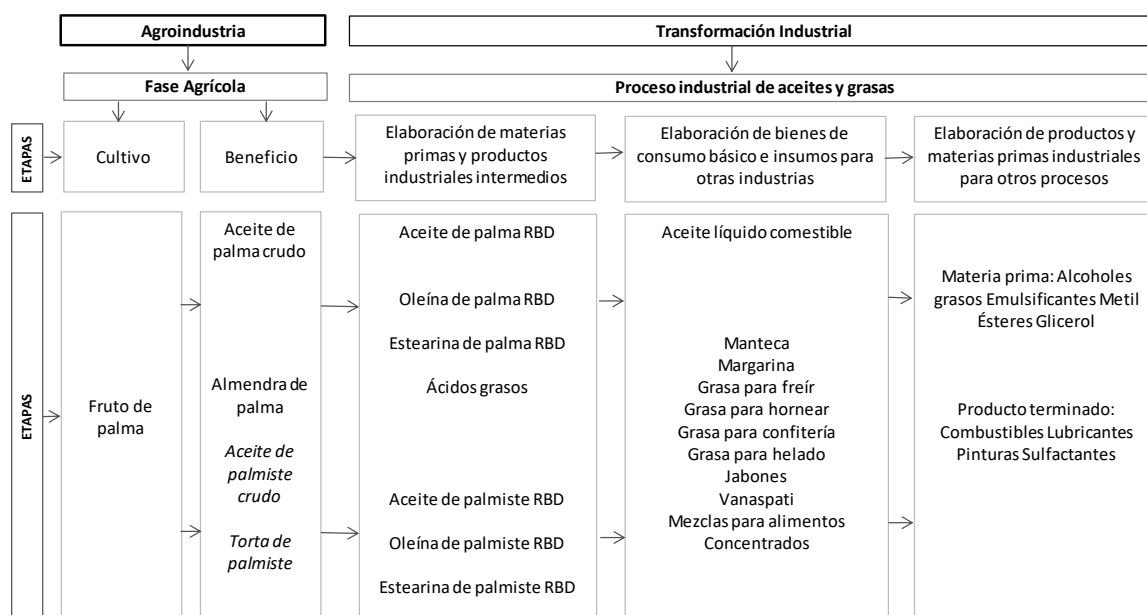 Agroindustria
Transformación Industrial
Fase Agrícola
Proceso industrial de aceites y grasas
ETAPAS
Cultivo
Beneficio
Elaboración de materias
primas y productos
industriales intermedios
Elaboración de bienes de
consumo básico e insumos para
otras industrias
Elaboración de productos y
materias primas industriales
para otros procesos
ETAPAS
Fruto de
palma
Aceite de
palma crudo
Almendra de
palma
Aceite de
palmiste
crudo
Torta de
palmiste
Aceite de palma RBD
Oleína de palma RBD
Estearina de palma RBD
Ácidos grasos
Aceite de palmiste RBD
Oleína de palmiste RBD
Estearina de palmiste RBD
Aceite líquido comestible
Manteca
Margarina
Grasa para freír
Grasa para hornear
Grasa para confitería
Grasa para helado
Jabones
Vanaspati
Mezclas para alimentos
Concentrados
Materia prima: Alcoholes
grasos Emulsificantes Metil
Ésteres Glicerol
Producto terminado:
Combustibles Lubricantes
Pinturas Sulfactantes